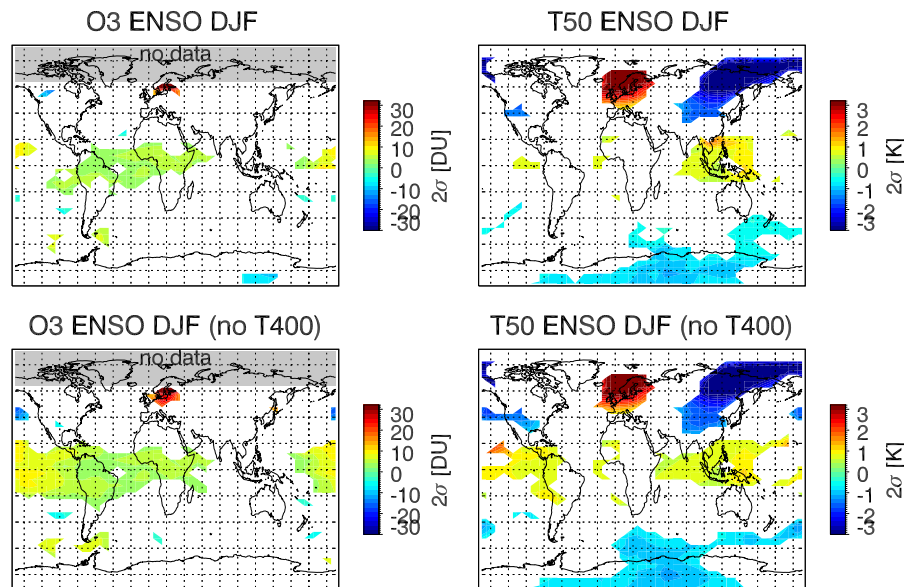 O3 ENSO DJF
no data
30
20
10
0
-10
-20
-30
2σ [DU]
T50 ENSO DJF
3
2
1
0
-1
-2
-3
2σ [K]
O3 ENSO DJF (no T400)
no data
30
20
10
0
-10
-20
-30
2σ [DU]
T50 ENSO DJF (no T400)
3
2
1
0
-1
-2
-3
2σ [K]